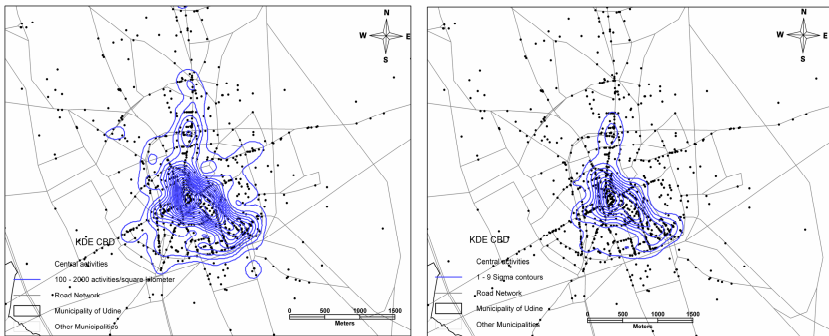 N
W E
S
KDE CBD
Central activities
100 - 2000 activities/square kilometer
Road Network
Municipality of Udine
Other Municipalities
0 500 1000 1500
Meters
N
W E
S
KDE CBD
Central activities
1 - 9 Sigma contours
Road Network
Municipality of Udine
Other Municipalities
0 500 1000 1500
Meters